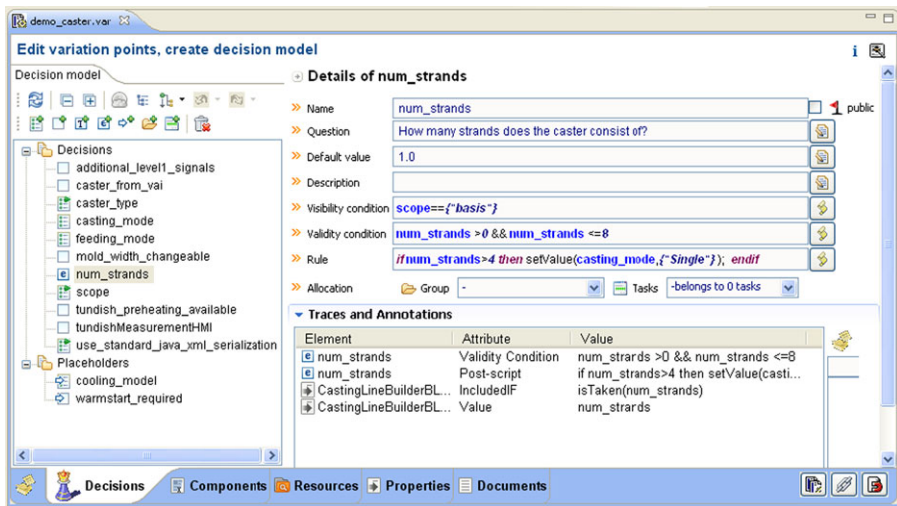 demo_caster.var
Edit variation points, create decision model
i
Decision model
Details of num_strands
Name num_strands public
Question How many strands does the caster consist of?
Default value 1.0
Description
Visibility condition scope=={"basis"}
Validity condition num_strands >0 && num_strands <=8
Rule if num_strands>4 then setValue(casting_mode,{"Single"}); endif
Allocation Group - Tasks -belongs to 0 tasks
Decisions
additional_level1_signals
caster_from_vai
caster_type
casting_mode
feeding_mode
mold_width_changeable
e num_strands
scope
tundish_preheating_available
tundishMeasurementHMI
use_standard_java_xml_serialization
Placeholders
cooling_model
warmstart_required
Traces and Annotations
Element Attribute Value
e num_strands Validity Condition num_strards >0 && num_strands <=8
e num_strands Post-script if num_strands>4 then setValue(casti...
CastingLineBuilderBL... IncludedIF isTaken(num_strands)
CastingLineBuilderBL... Value num_strards
Decisions Components Resources Properties Documents